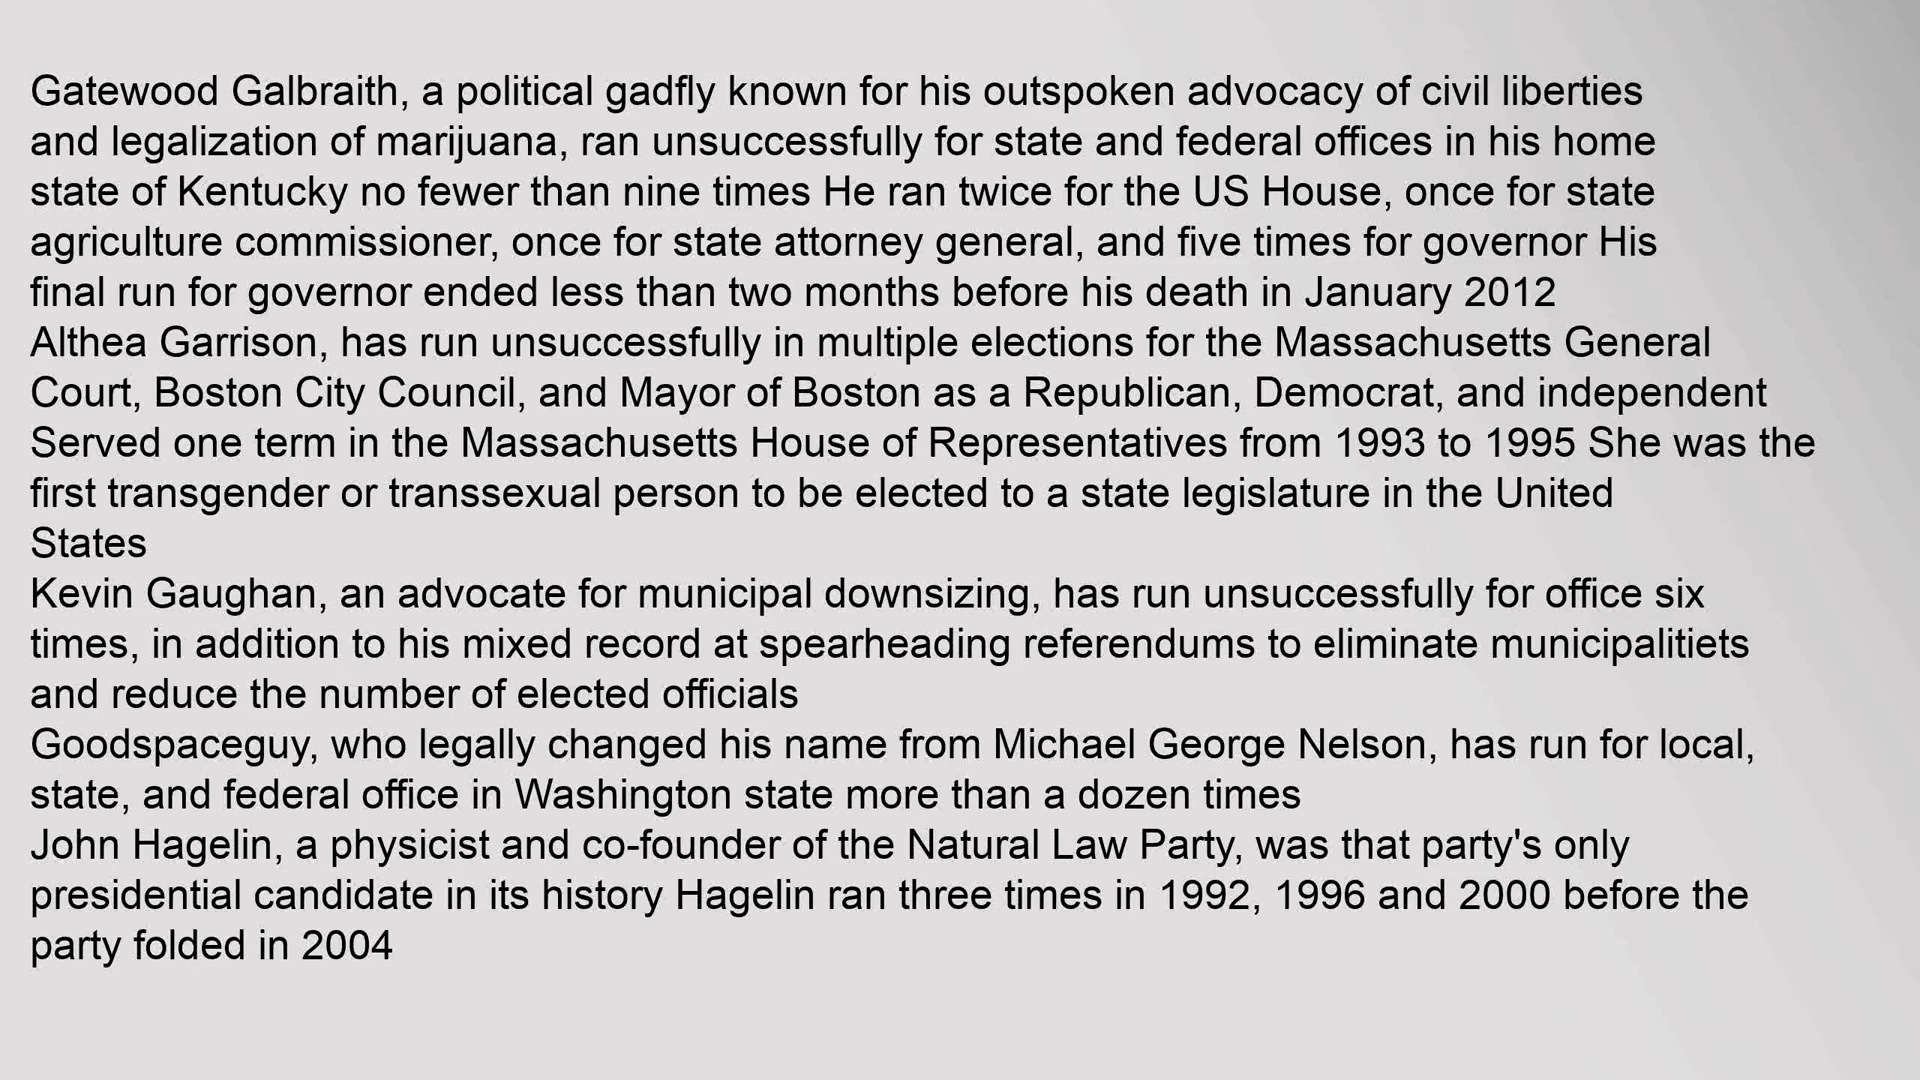 Gatewood Galbraith, a political gadfly known for his outspoken advocacy of civil liberties
and legalization of marijuana, ran unsuccessfully for state and federal offices in his home
state of Kentucky no fewer than nine times He ran twice for the US House, once for state
agriculture commissioner, once for state attorney general, and five times for governor His
final run for governor ended less than two months before his death in January 2012
Althea Garrison, has run unsuccessfully in multiple elections for the Massachusetts General
Court, Boston City Council, and Mayor of Boston as a Republican, Democrat, and independent
Served one term in the Massachusetts House of Representatives from 1993 to 1995 She was the
first transgender or transsexual person to be elected to a state legislature in the United
States
Kevin Gaughan, an advocate for municipal downsizing, has run unsuccessfully for office six
times, in addition to his mixed record at spearheading referendums to eliminate municipalitiets
and reduce the number of elected officials
Goodspaceguy, who legally changed his name from Michael George Nelson, has run for local,
state, and federal office in Washington state more than a dozen times
John Hagelin, a physicist and co-founder of the Natural Law Party, was that party's only
presidential candidate in its history Hagelin ran three times in 1992, 1996 and 2000 before the
party folded in 2004